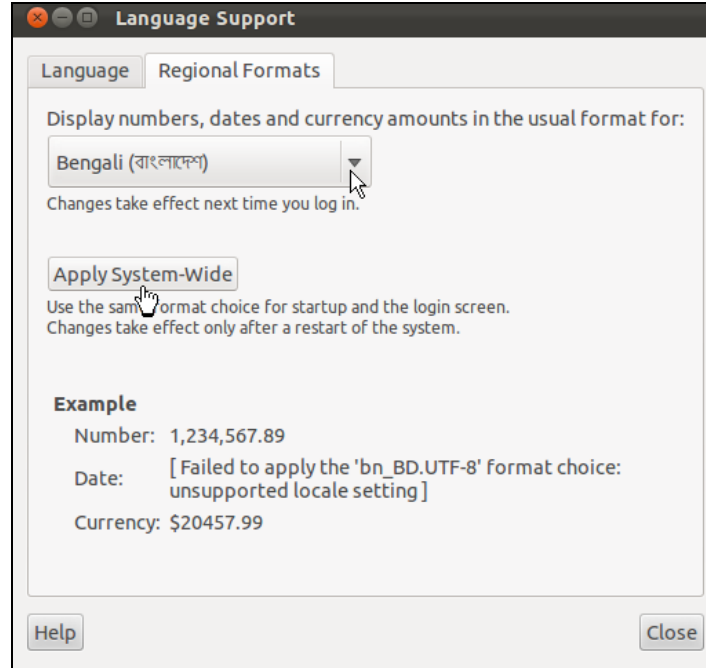 Language Support
Language Regional Formats
Display numbers, dates and currency amounts in the usual format for:
Bengali (বাংলাদেশ)
Changes take effect next time you log in.
Apply System-Wide
Use the same format choice for startup and the login screen.
Changes take effect only after a restart of the system.
Example
Number: 1,234,567.89
Date: [ Failed to apply the 'bn_BD.UTF-8' format choice:
unsupported locale setting ]
Currency: $20457.99
Help Close